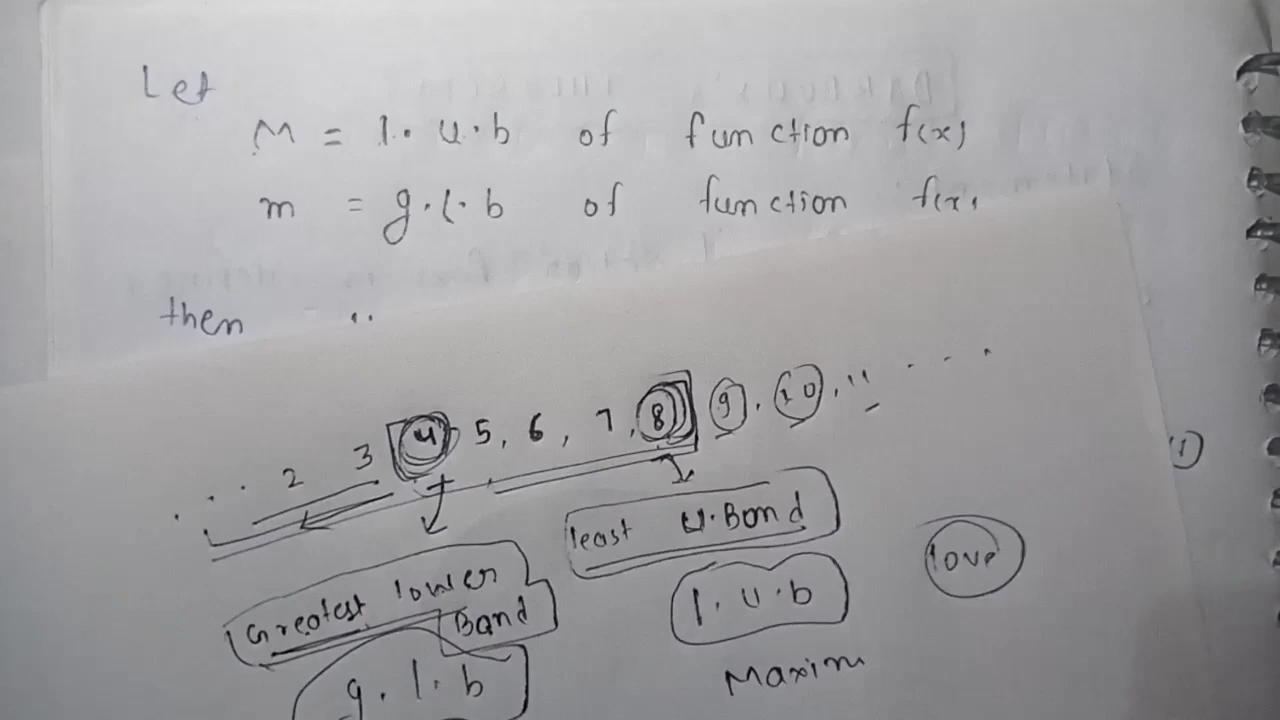 Let
M = l.u.b of function f(x)
m = g.l.b of function f(x)
then
. . . 2 3 4 5, 6, 7, 8 9, 10, 11 . . .
least U.Bond
love
Greatest lower
Band
l.u.b
g.l.b
Maxim
(1)